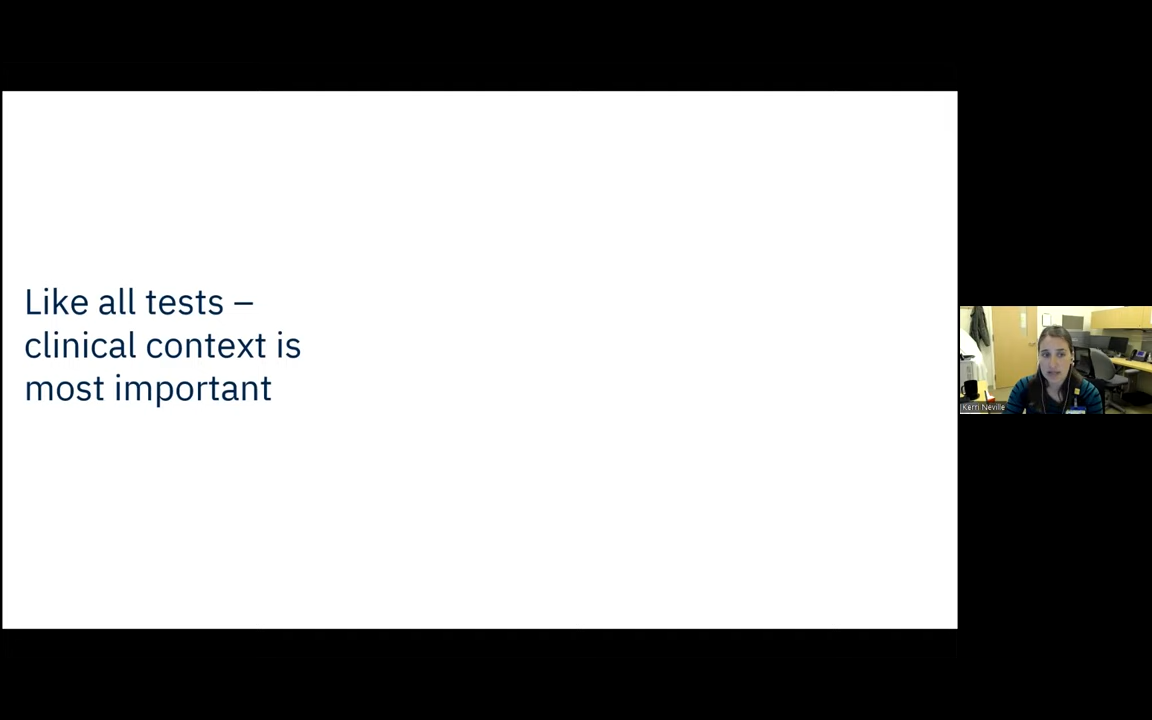 Like all tests –
clinical context is
most important
Kerri Neville